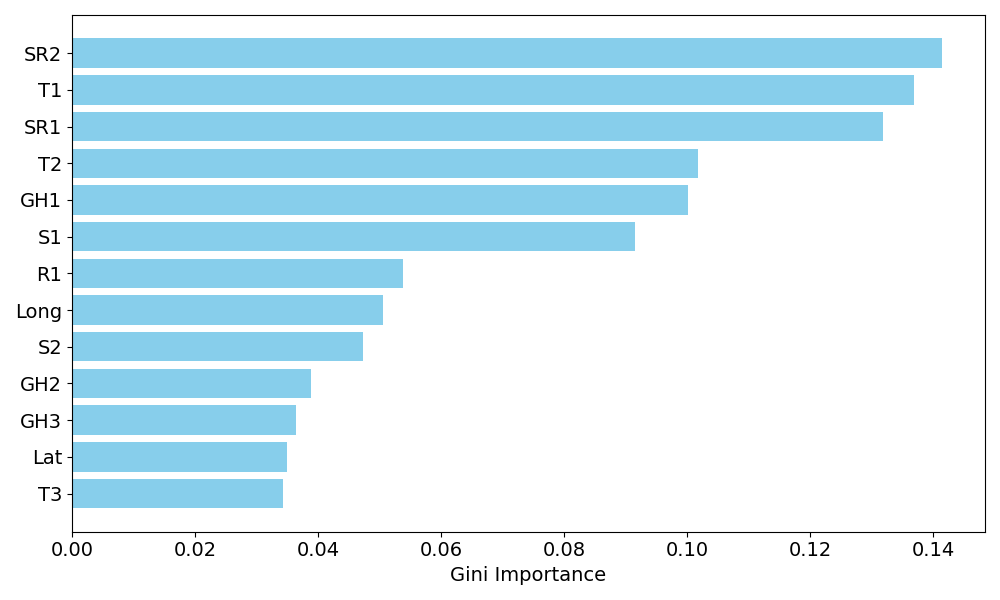 SR2
T1
SR1
T2
GH1
S1
R1
Long
S2
GH2
GH3
Lat
T3
0.00 0.02 0.04 0.06 0.08 0.10 0.12 0.14
Gini Importance